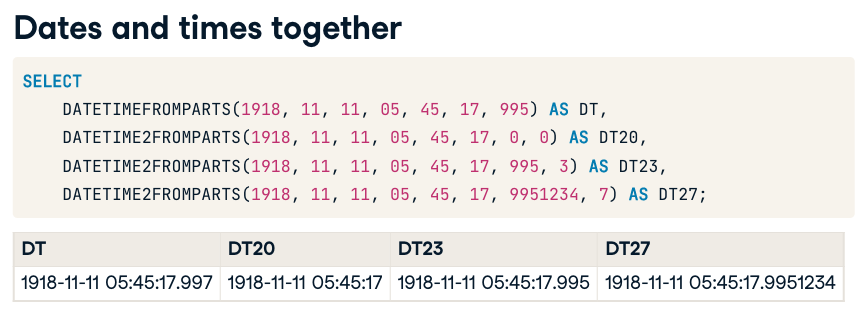 Dates and times together
SELECT
DATETIMEFROMPARTS(1918, 11, 11, 05, 45, 17, 995) AS DT,
DATETIME2FROMPARTS(1918, 11, 11, 05, 45, 17, 0, 0) AS DT20,
DATETIME2FROMPARTS(1918, 11, 11, 05, 45, 17, 995, 3) AS DT23,
DATETIME2FROMPARTS(1918, 11, 11, 05, 45, 17, 9951234, 7) AS DT27;
DT DT20 DT23 DT27
1918-11-11 05:45:17.997 1918-11-11 05:45:17 1918-11-11 05:45:17.995 1918-11-11 05:45:17.9951234